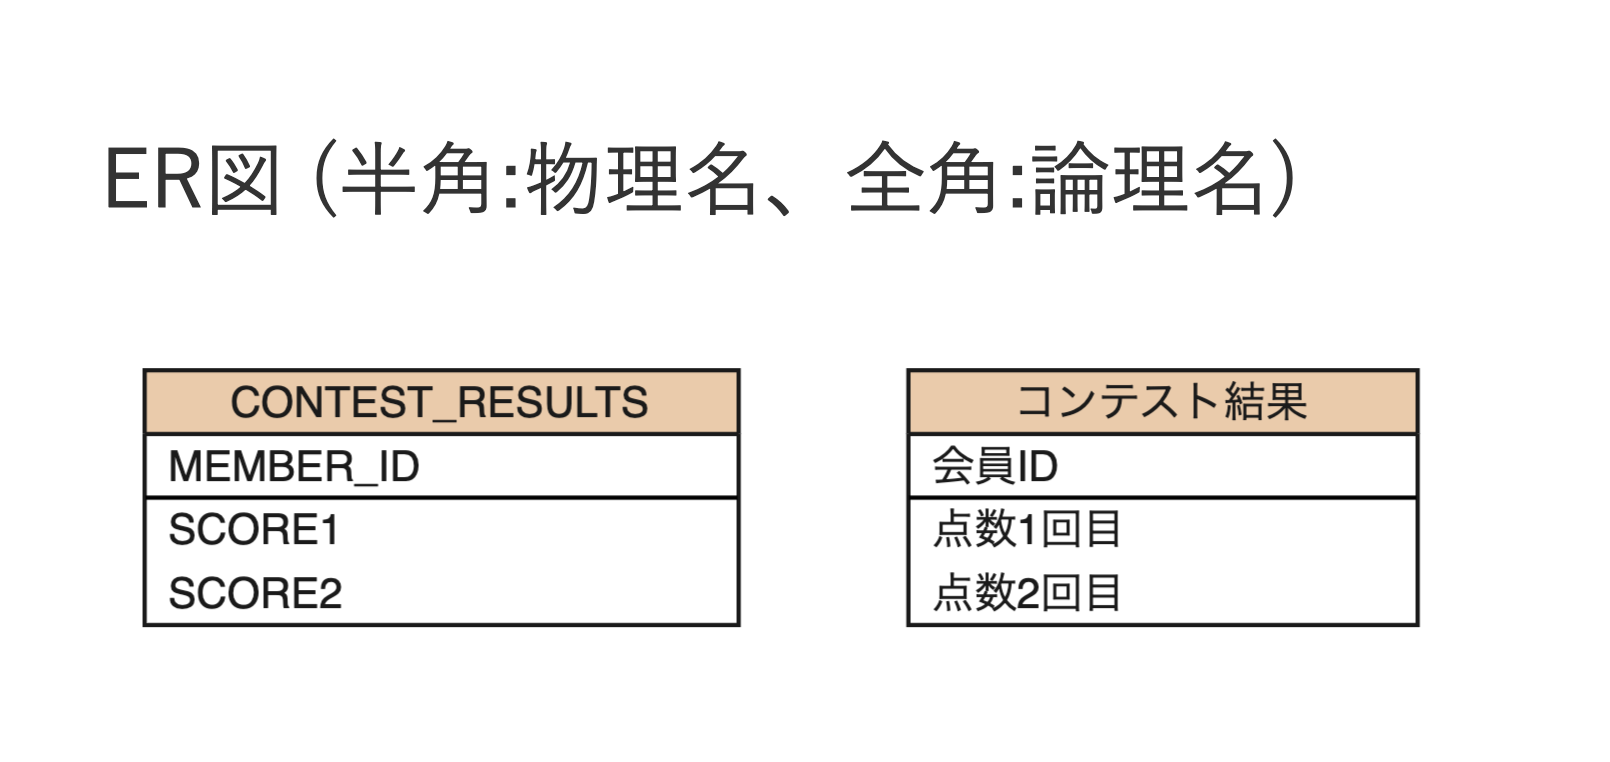 ER図 (半角:物理名、全角:論理名)
CONTEST_RESULTS
MEMBER_ID
SCORE1
SCORE2
コンテスト結果
会員ID
点数1回目
点数2回目